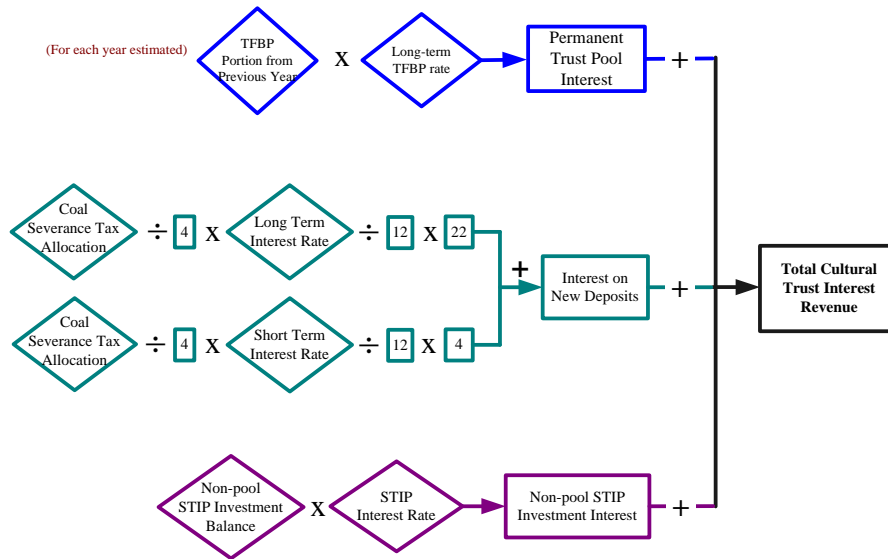 (For each year estimated)
TFBP
Portion from
Previous Year
X
Long-term
TFBP rate
Permanent
Trust Pool
Interest
+
Coal
Severance Tax
Allocation
÷
4
X
Long Term
Interest Rate
÷
12
X
22
+
Interest on
New Deposits
+
Total Cultural
Trust Interest
Revenue
Coal
Severance Tax
Allocation
÷
4
X
Short Term
Interest Rate
÷
12
X
4
Non-pool
STIP Investment
Balance
X
STIP
Interest Rate
Non-pool STIP
Investment Interest
+